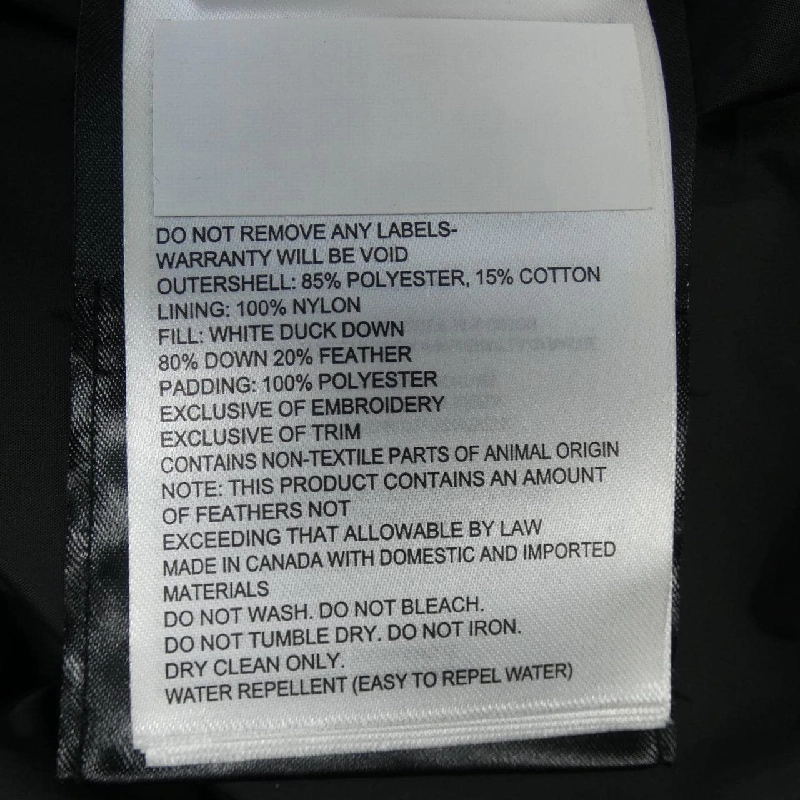 DO NOT REMOVE ANY LABELS-
WARRANTY WILL BE VOID
OUTERSHELL: 85% POLYESTER, 15% COTTON
LINING: 100% NYLON
FILL: WHITE DUCK DOWN
80% DOWN 20% FEATHER
PADDING: 100% POLYESTER
EXCLUSIVE OF EMBROIDERY
EXCLUSIVE OF TRIM
CONTAINS NON-TEXTILE PARTS OF ANIMAL ORIGIN
NOTE: THIS PRODUCT CONTAINS AN AMOUNT
OF FEATHERS NOT
EXCEEDING THAT ALLOWABLE BY LAW
MADE IN CANADA WITH DOMESTIC AND IMPORTED
MATERIALS
DO NOT WASH. DO NOT BLEACH.
DO NOT TUMBLE DRY. DO NOT IRON.
DRY CLEAN ONLY.
WATER REPELLENT (EASY TO REPEL WATER)